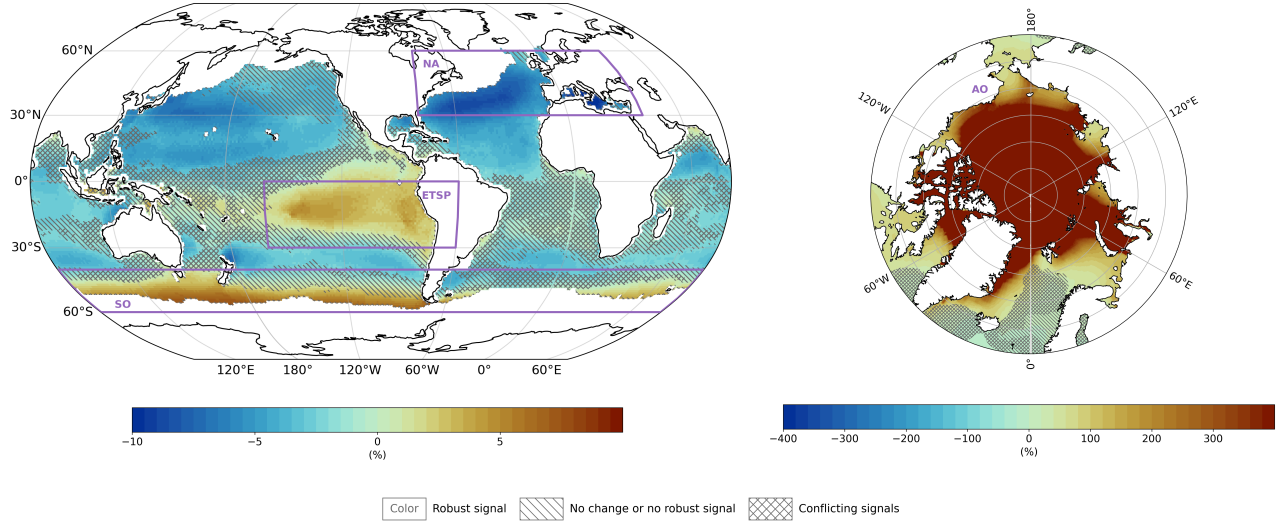 60°N
30°N
0°
30°S
60°S
NA
ETSP
SO
120°E 180° 120°W 60°W 0° 60°E
−10 −5 0 5
(%)
180°
120°W
120°E
AO
60°W
60°E
0°
−400 −300 −200 −100 0 100 200 300
(%)
Color Robust signal No change or no robust signal Conflicting signals